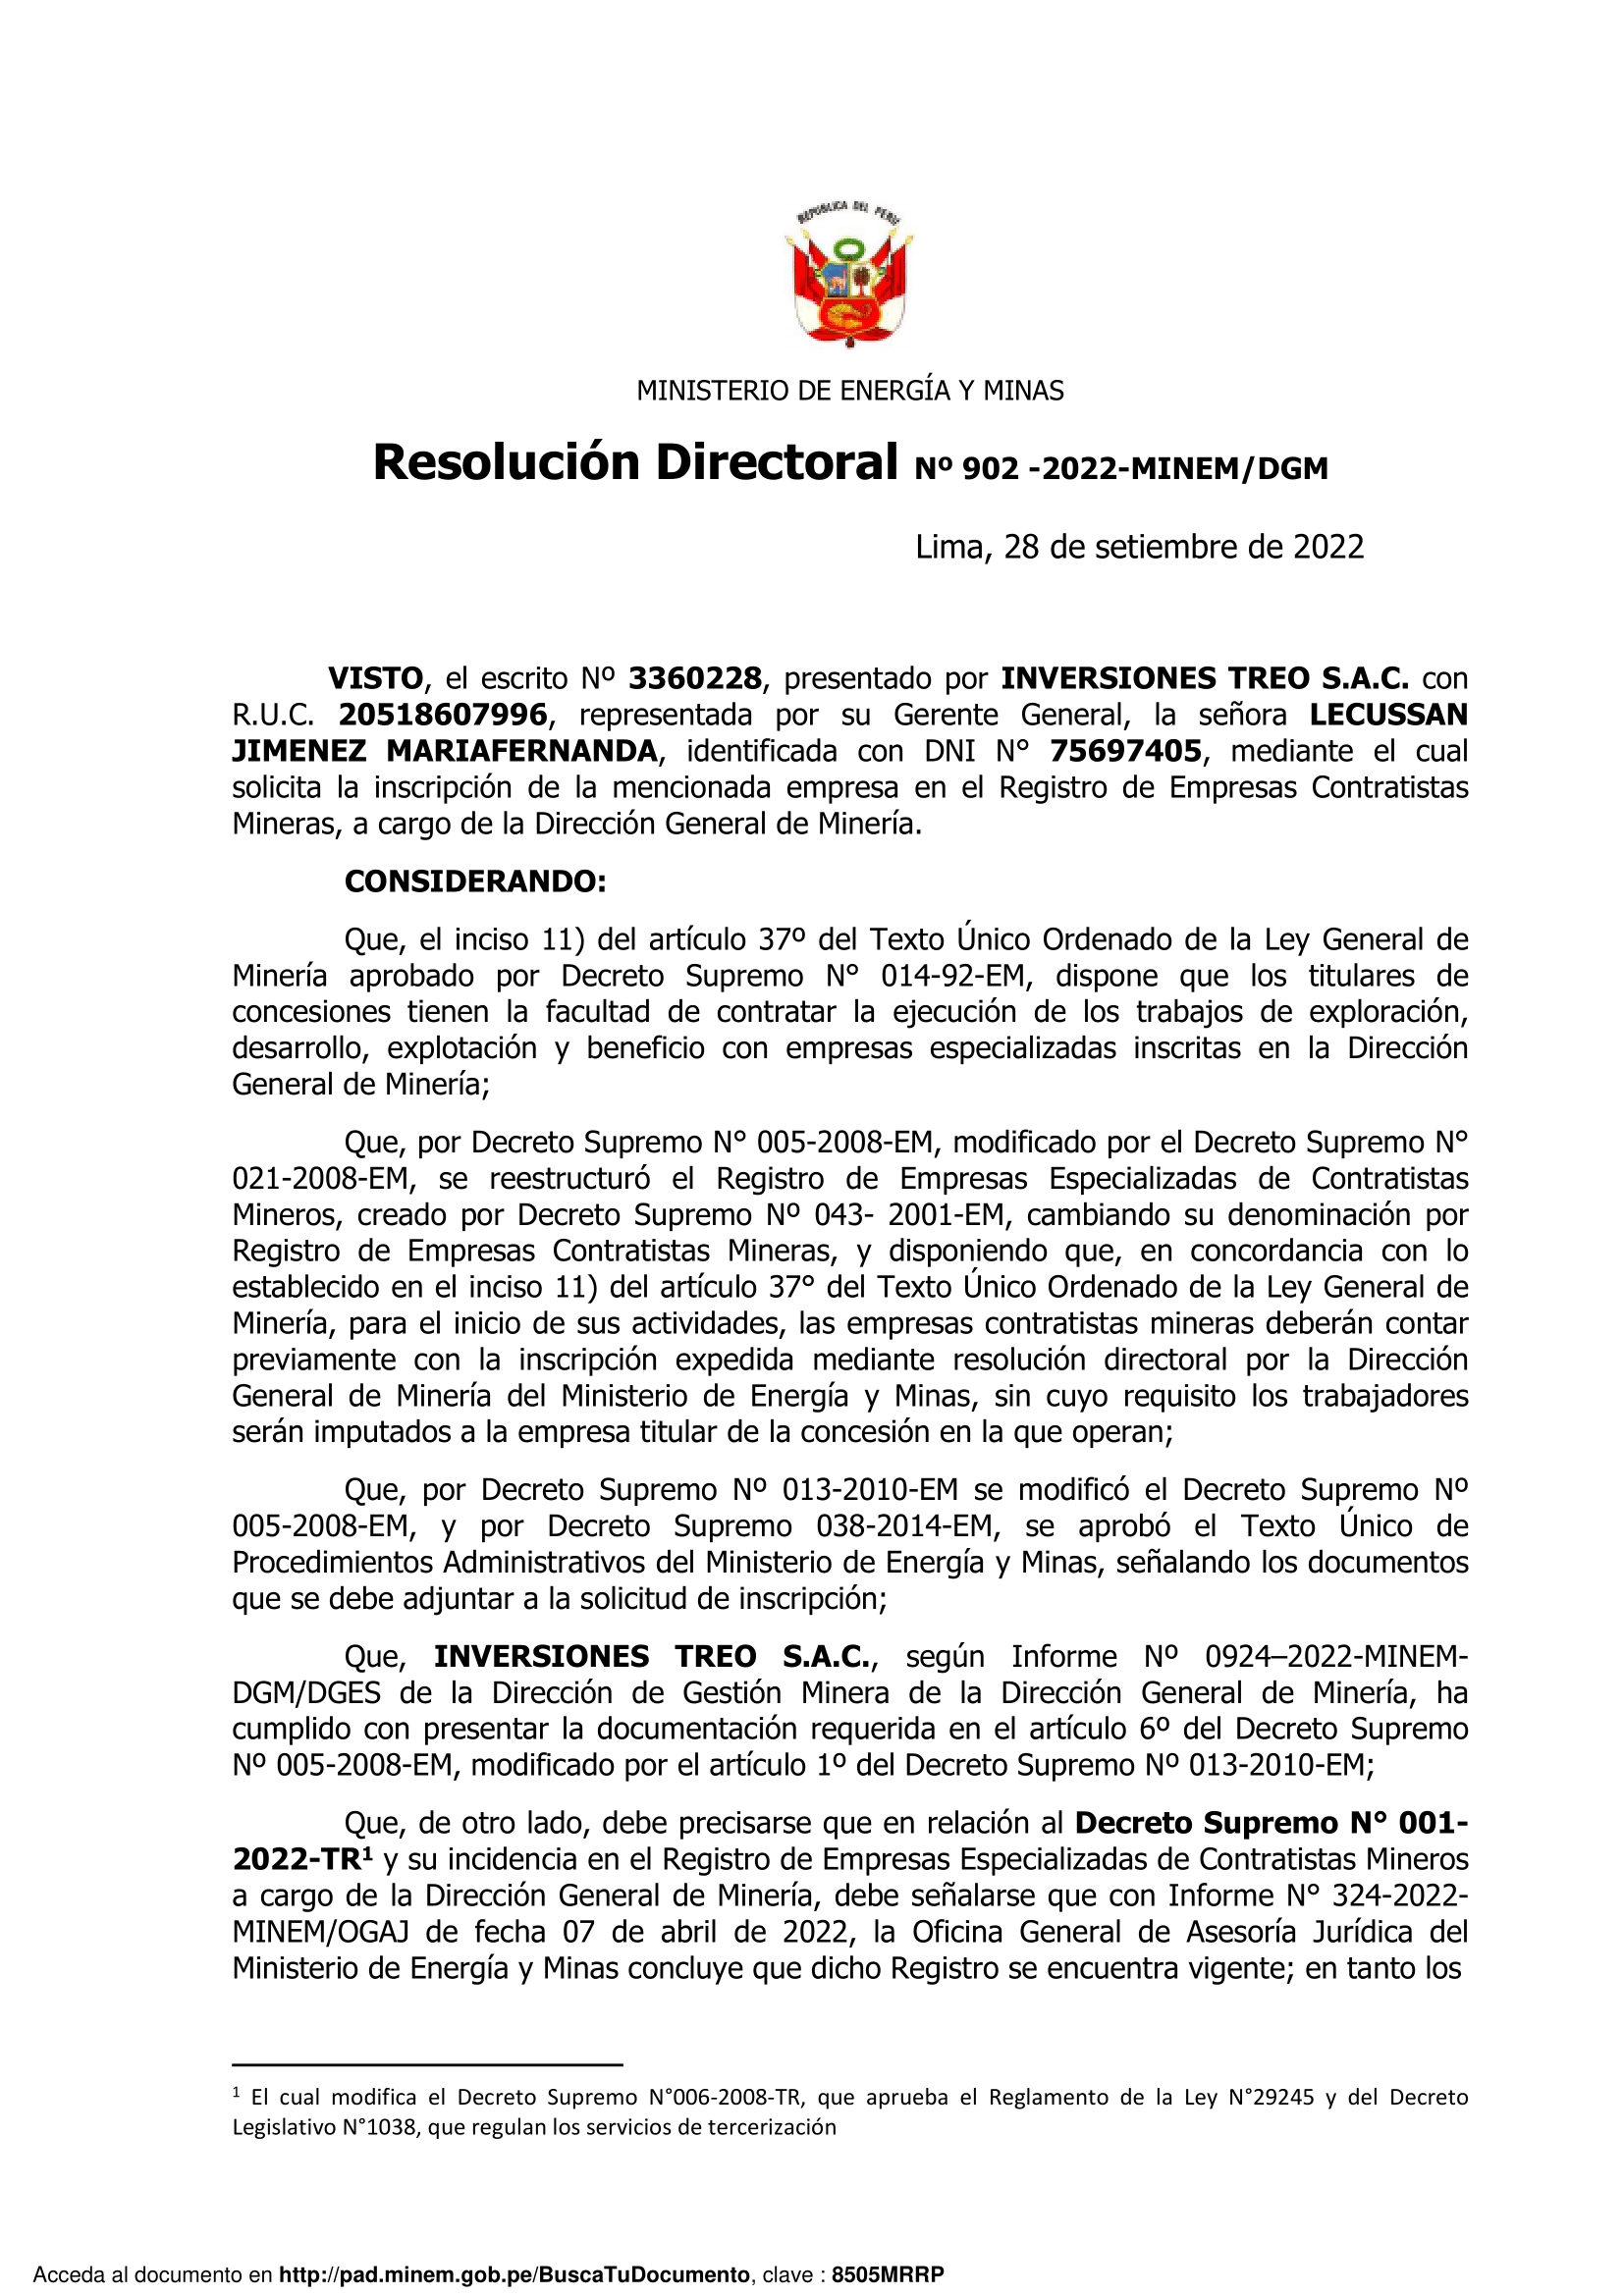 REPÚBLICA DEL PERÚ
MINISTERIO DE ENERGÍA Y MINAS
Resolución Directoral Nº 902 -2022-MINEM/DGM
Lima, 28 de setiembre de 2022
VISTO, el escrito Nº 3360228, presentado por INVERSIONES TREO S.A.C. con
R.U.C. 20518607996, representada por su Gerente General, la señora LECUSSAN
JIMENEZ MARIAFERNANDA, identificada con DNI N° 75697405, mediante el cual
solicita la inscripción de la mencionada empresa en el Registro de Empresas Contratistas
Mineras, a cargo de la Dirección General de Minería.
CONSIDERANDO:
Que, el inciso 11) del artículo 37º del Texto Único Ordenado de la Ley General de
Minería aprobado por Decreto Supremo N° 014-92-EM, dispone que los titulares de
concesiones tienen la facultad de contratar la ejecución de los trabajos de exploración,
desarrollo, explotación y beneficio con empresas especializadas inscritas en la Dirección
General de Minería;
Que, por Decreto Supremo N° 005-2008-EM, modificado por el Decreto Supremo N°
021-2008-EM, se reestructuró el Registro de Empresas Especializadas de Contratistas
Mineros, creado por Decreto Supremo Nº 043- 2001-EM, cambiando su denominación por
Registro de Empresas Contratistas Mineras, y disponiendo que, en concordancia con lo
establecido en el inciso 11) del artículo 37° del Texto Único Ordenado de la Ley General de
Minería, para el inicio de sus actividades, las empresas contratistas mineras deberán contar
previamente con la inscripción expedida mediante resolución directoral por la Dirección
General de Minería del Ministerio de Energía y Minas, sin cuyo requisito los trabajadores
serán imputados a la empresa titular de la concesión en la que operan;
Que, por Decreto Supremo Nº 013-2010-EM se modificó el Decreto Supremo Nº
005-2008-EM, y por Decreto Supremo 038-2014-EM, se aprobó el Texto Único de
Procedimientos Administrativos del Ministerio de Energía y Minas, señalando los documentos
que se debe adjuntar a la solicitud de inscripción;
Que, INVERSIONES TREO S.A.C., según Informe Nº 0924–2022-MINEM-
DGM/DGES de la Dirección de Gestión Minera de la Dirección General de Minería, ha
cumplido con presentar la documentación requerida en el artículo 6º del Decreto Supremo
Nº 005-2008-EM, modificado por el artículo 1º del Decreto Supremo Nº 013-2010-EM;
Que, de otro lado, debe precisarse que en relación al Decreto Supremo N° 001-
2022-TR¹ y su incidencia en el Registro de Empresas Especializadas de Contratistas Mineros
a cargo de la Dirección General de Minería, debe señalarse que con Informe N° 324-2022-
MINEM/OGAJ de fecha 07 de abril de 2022, la Oficina General de Asesoría Jurídica del
Ministerio de Energía y Minas concluye que dicho Registro se encuentra vigente; en tanto los
¹ El cual modifica el Decreto Supremo N°006-2008-TR, que aprueba el Reglamento de la Ley N°29245 y del Decreto
Legislativo N°1038, que regulan los servicios de tercerización
Acceda al documento en http://pad.minem.gob.pe/BuscaTuDocumento, clave : 8505MRRP